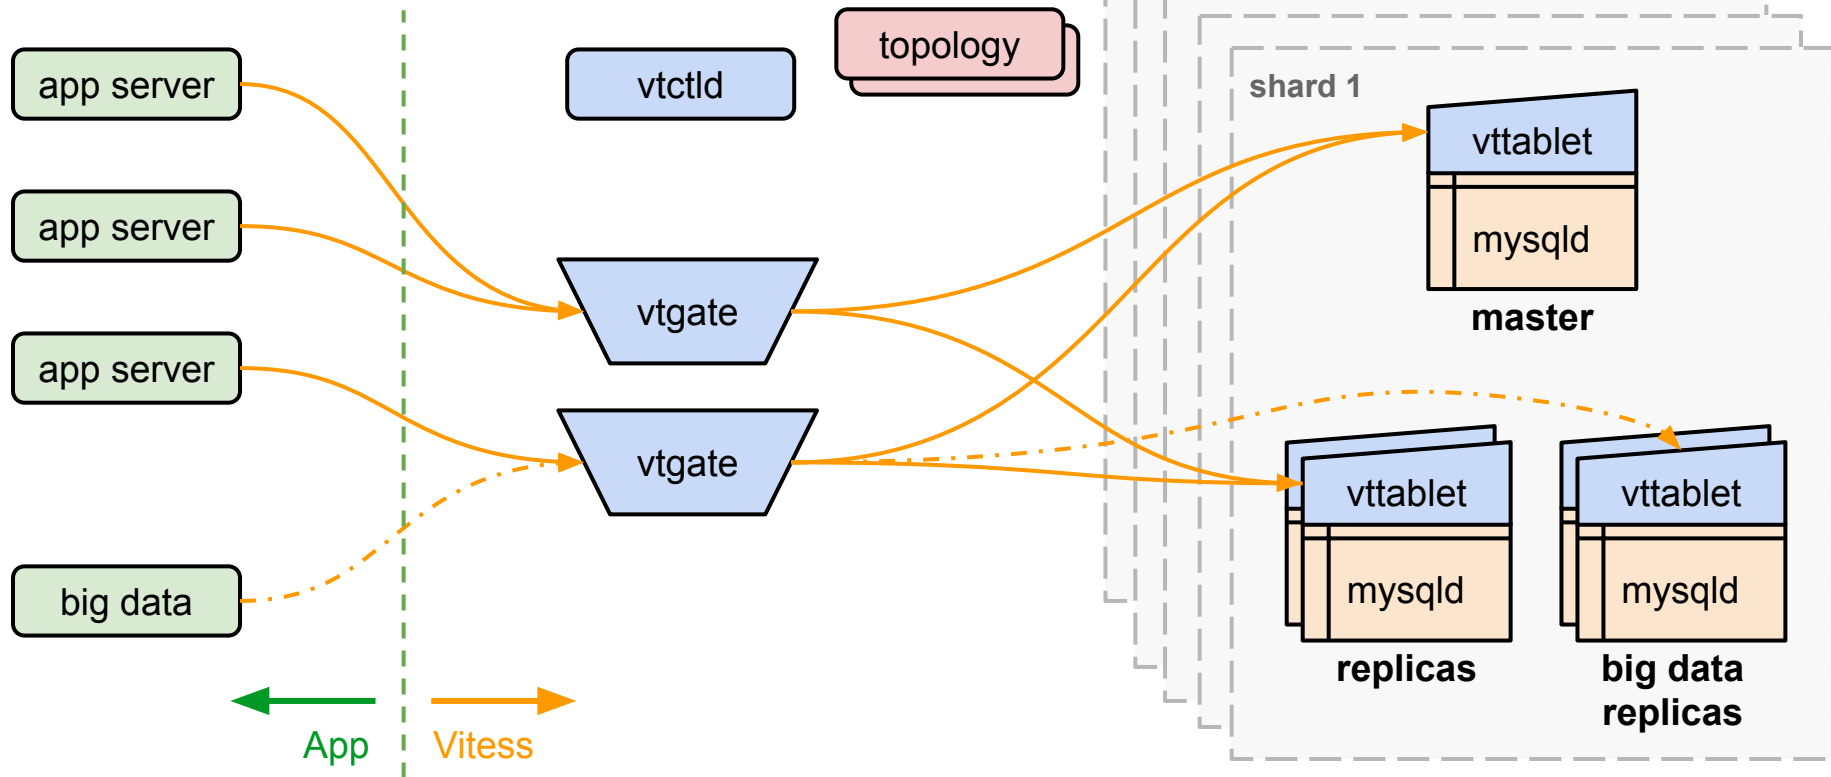 app server
app server
app server
big data
App
Vitess
vtctld
topology
vtgate
vtgate
shard 1
vttablet
mysqld
master
vttablet
mysqld
replicas
vttablet
mysqld
big data
replicas